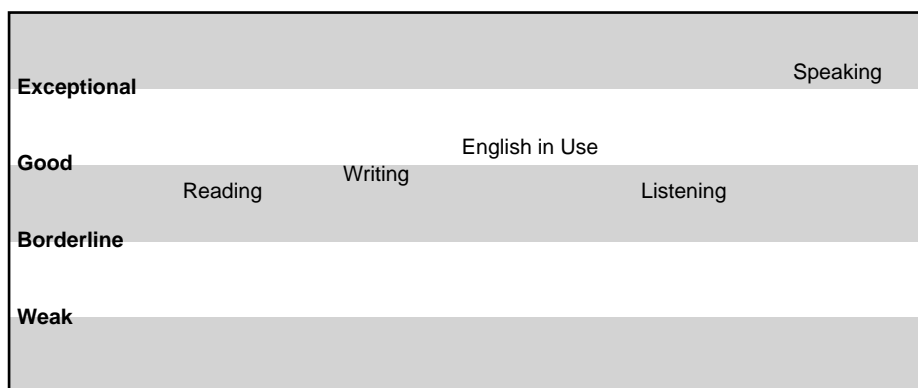 Speaking
Exceptional
English in Use
Good
Writing
Reading
Listening
Borderline
Weak